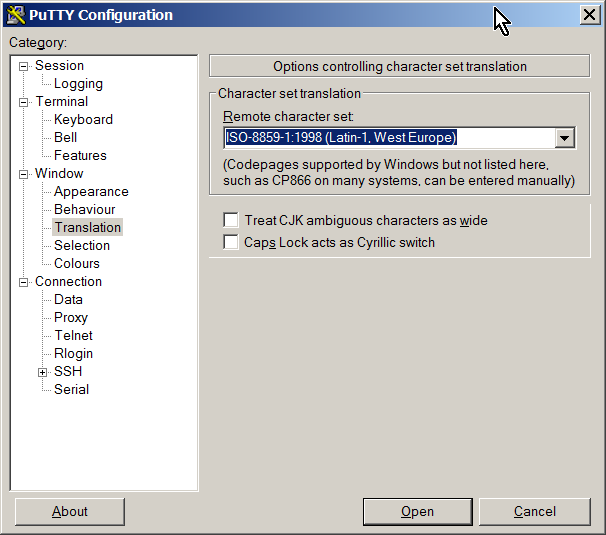 PuTTY Configuration
Category:
Session
Logging
Terminal
Keyboard
Bell
Features
Window
Appearance
Behaviour
Translation
Selection
Colours
Connection
Data
Proxy
Telnet
Rlogin
SSH
Serial
Options controlling character set translation
Character set translation
Remote character set:
ISO-8859-1:1998 (Latin-1, West Europe)
(Codepages supported by Windows but not listed here,
such as CP866 on many systems, can be entered manually)
Treat CJK ambiguous characters as wide
Caps Lock acts as Cyrillic switch
About
Open
Cancel